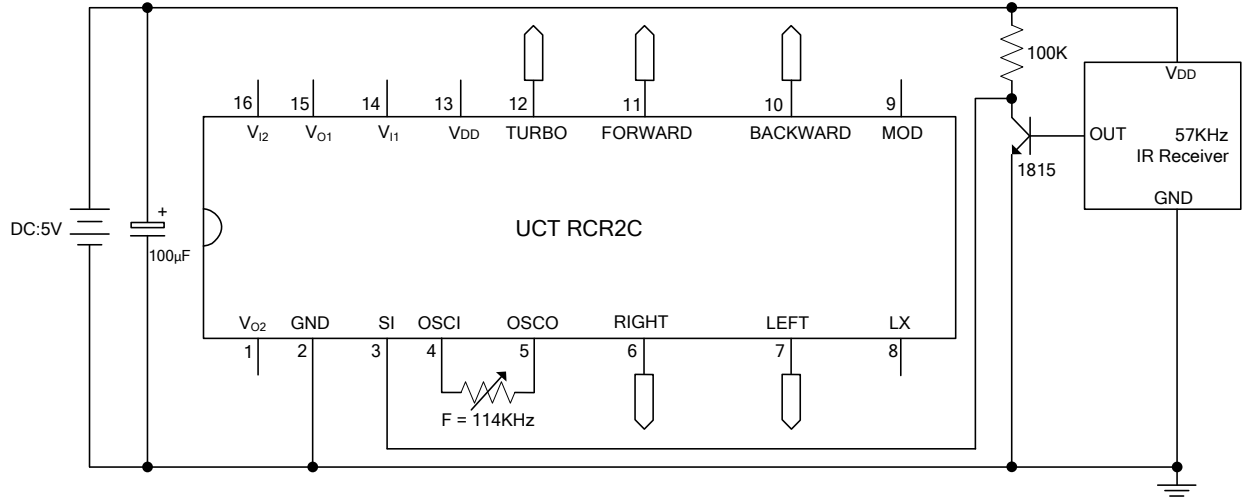 100K
VDD
16 15 14 13 12 11 10 9
VI2 VO1 VI1 VDD TURBO FORWARD BACKWARD MOD
OUT 57KHz
IR Receiver
1815
GND
+
DC:5V
100µF
UCT RCR2C
VO2 GND SI OSCI OSCO RIGHT LEFT LX
1 2 3 4 5 6 7 8
F = 114KHz